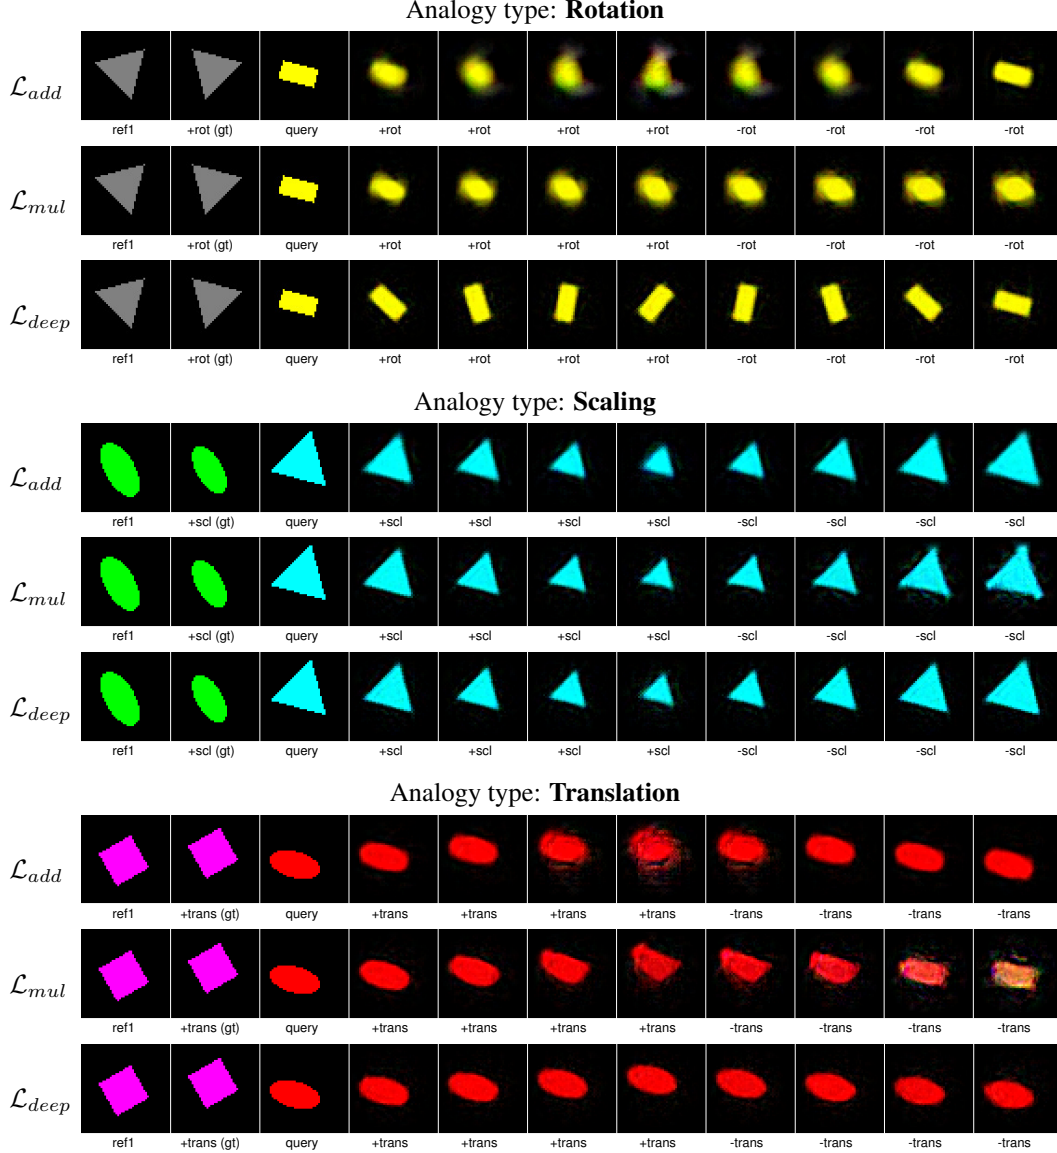 Analogy type: Rotation
L_add
ref1 +rot (gt) query +rot +rot +rot +rot -rot -rot -rot -rot
L_mul
ref1 +rot (gt) query +rot +rot +rot +rot -rot -rot -rot -rot
L_deep
ref1 +rot (gt) query +rot +rot +rot +rot -rot -rot -rot -rot
Analogy type: Scaling
L_add
ref1 +scl (gt) query +scl +scl +scl +scl -scl -scl -scl -scl
L_mul
ref1 +scl (gt) query +scl +scl +scl +scl -scl -scl -scl -scl
L_deep
ref1 +scl (gt) query +scl +scl +scl +scl -scl -scl -scl -scl
Analogy type: Translation
L_add
ref1 +trans (gt) query +trans +trans +trans +trans -trans -trans -trans -trans
L_mul
ref1 +trans (gt) query +trans +trans +trans +trans -trans -trans -trans -trans
L_deep
ref1 +trans (gt) query +trans +trans +trans +trans -trans -trans -trans -trans